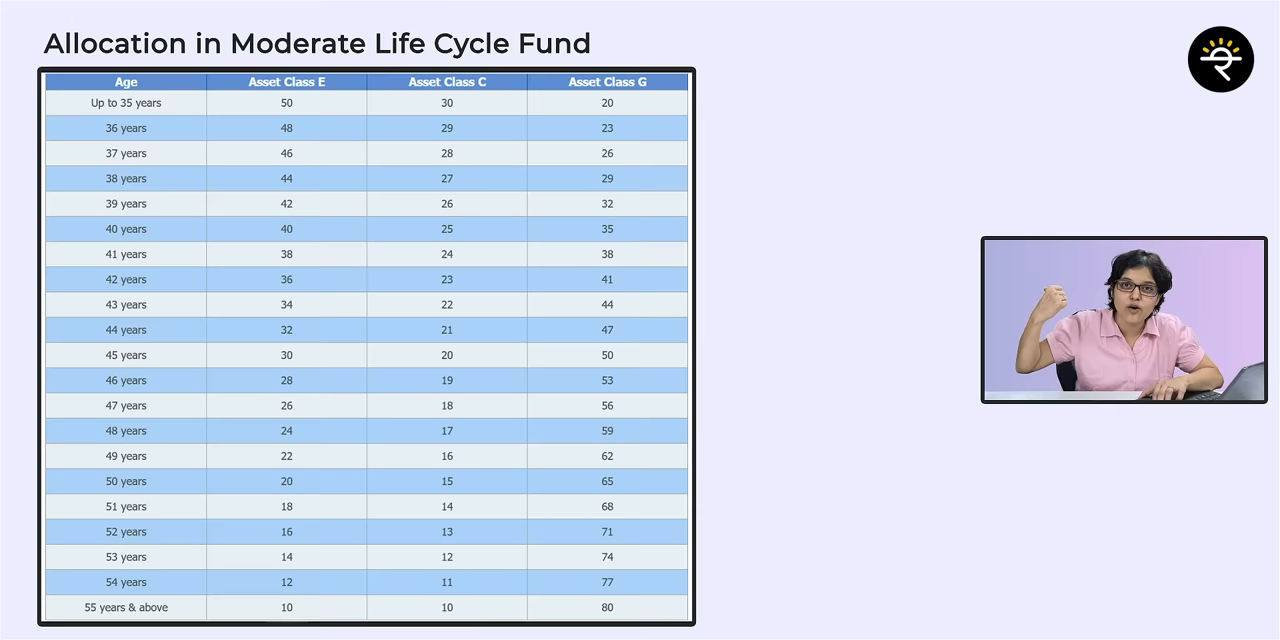 Allocation in Moderate Life Cycle Fund
Age Asset Class E Asset Class C Asset Class G
Up to 35 years 50 30 20
36 years 48 29 23
37 years 46 28 26
38 years 44 27 29
39 years 42 26 32
40 years 40 25 35
41 years 38 24 38
42 years 36 23 41
43 years 34 22 44
44 years 32 21 47
45 years 30 20 50
46 years 28 19 53
47 years 26 18 56
48 years 24 17 59
49 years 22 16 62
50 years 20 15 65
51 years 18 14 68
52 years 16 13 71
53 years 14 12 74
54 years 12 11 77
55 years & above 10 10 80